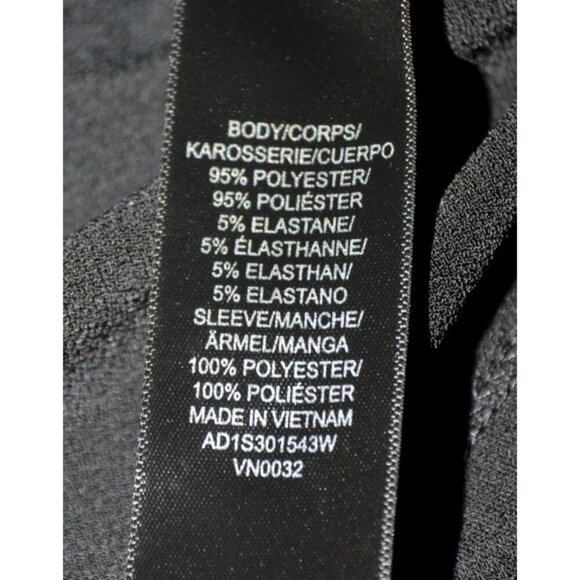 BODY/CORPS/
KAROSSERIE/CUERPO
95% POLYESTER/
95% POLIÉSTER
5% ELASTANE/
5% ÉLASTHANNE/
5% ELASTHAN/
5% ELASTANO
SLEEVE/MANCHE/
ÄRMEL/MANGA
100% POLYESTER/
100% POLIÉSTER
MADE IN VIETNAM
AD1S301543W
VN0032